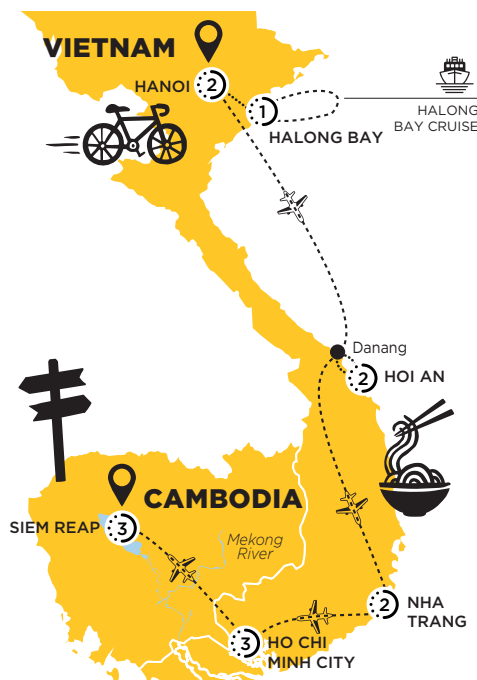 VIETNAM
HANOI
2
1
HALONG BAY
HALONG
BAY CRUISE
Danang
2
HOI AN
CAMBODIA
SIEM REAP
3
Mekong
River
2
NHA
TRANG
3
HO CHI
MINH CITY